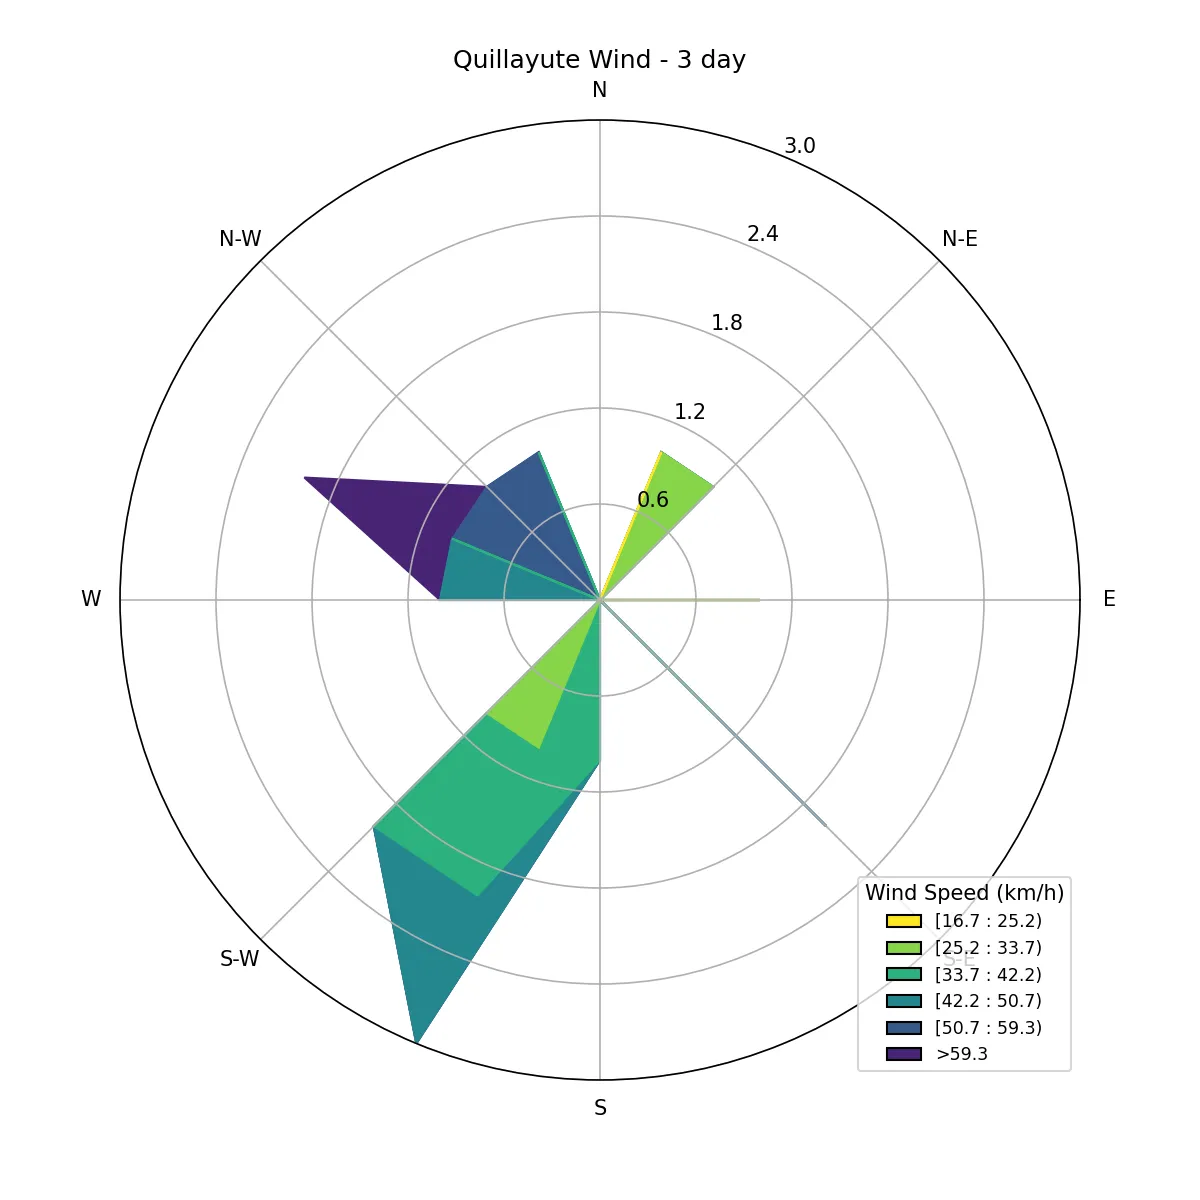 Quillayute Wind - 3 day
N
3.0
N-W
2.4
N-E
1.8
1.2
0.6
W
E
S-W
S-E
S
Wind Speed (km/h)
[16.7 : 25.2)
[25.2 : 33.7)
[33.7 : 42.2)
[42.2 : 50.7)
[50.7 : 59.3)
>59.3